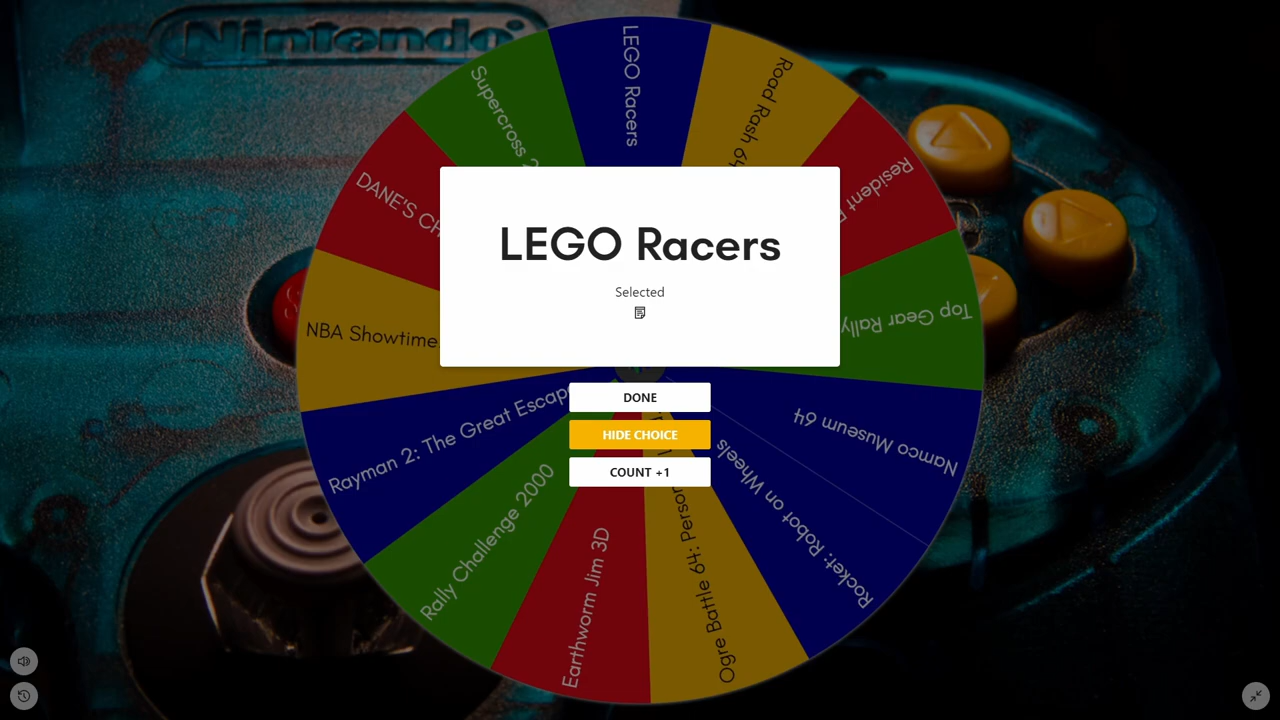 Nintendo
LEGO Racers
Road Rash 64
Resident
Top Gear Rally
Namco Museum 64
Rocket: Robot on Wheels
Ogre Battle 64: Person
Earthworm Jim 3D
Rally Challenge 2000
Rayman 2: The Great Escape
NBA Showtime
DANE'S CH
Supercross 2
LEGO Racers
Selected
DONE
HIDE CHOICE
COUNT +1